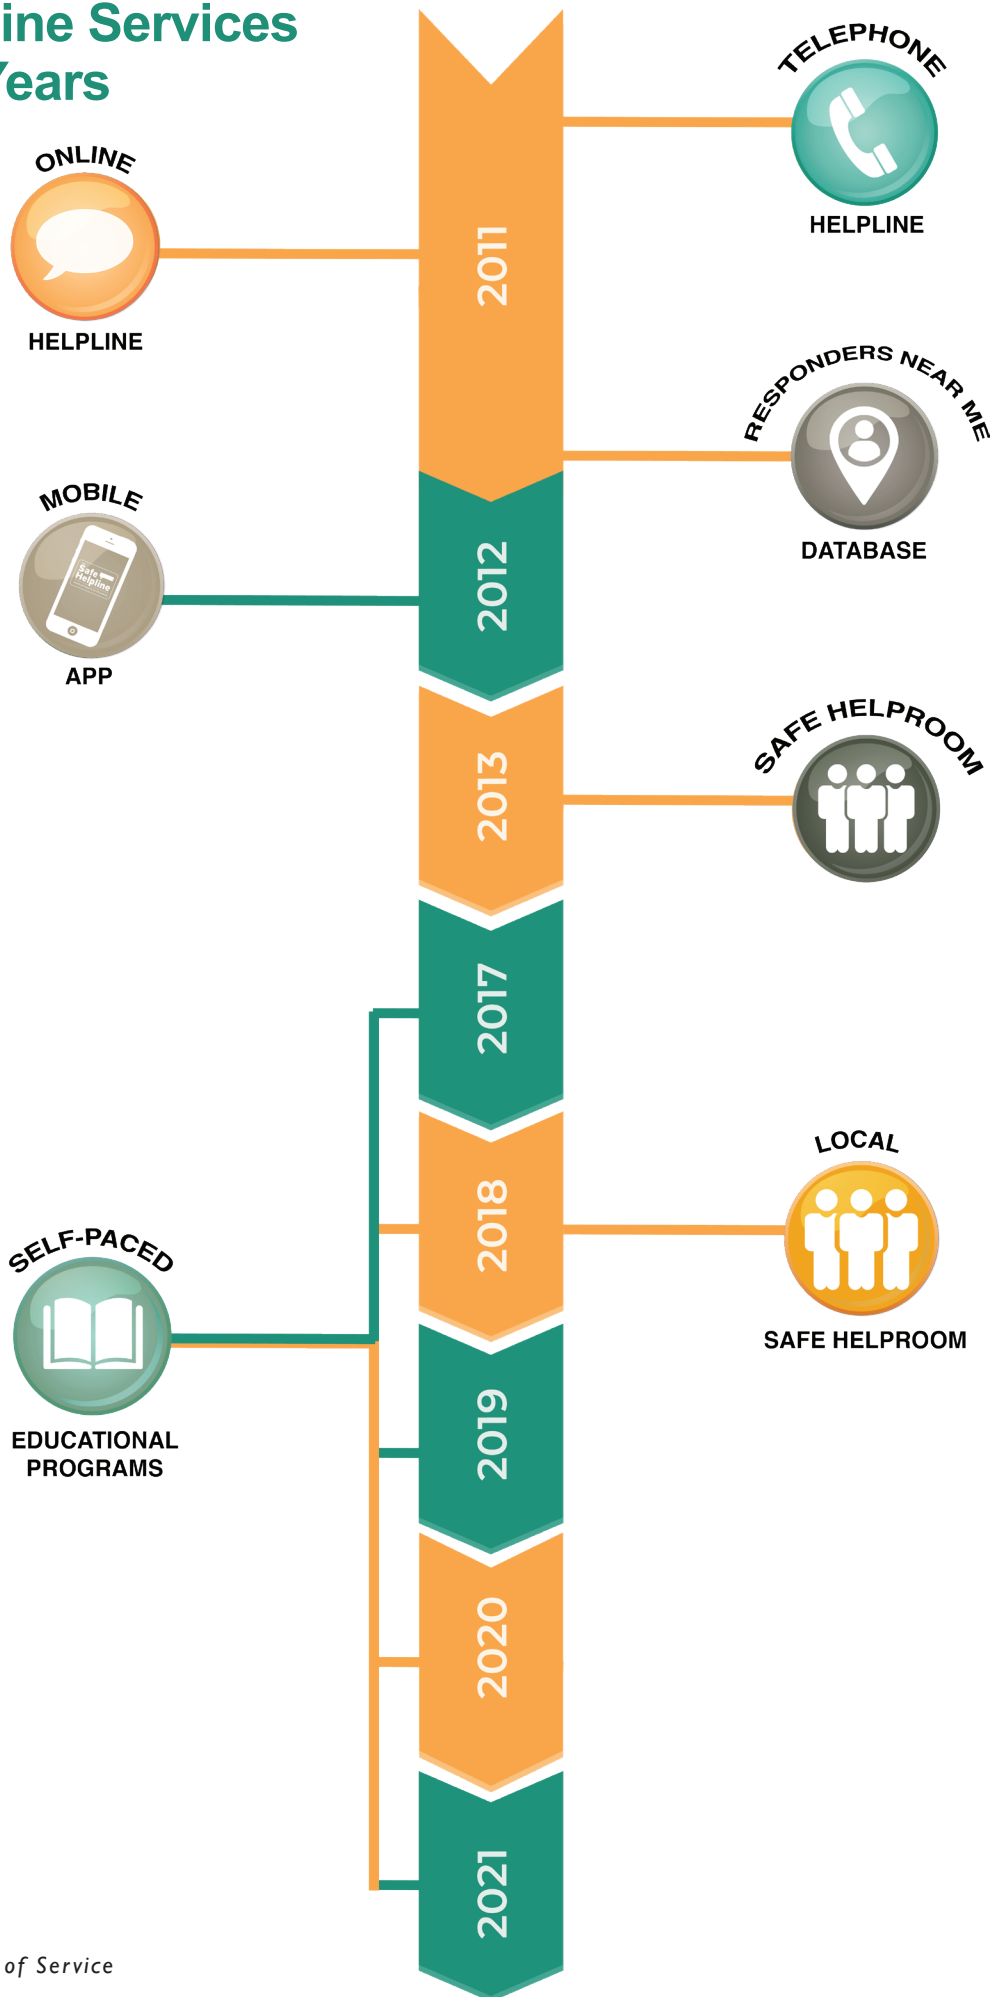 ine Services
Years
TELEPHONE
HELPLINE
ONLINE
HELPLINE
2011
RESPONDERS NEAR ME
DATABASE
MOBILE
Safe
Helpline
APP
2012
SAFE HELPROOM
2013
2017
LOCAL
SAFE HELPROOM
2018
SELF-PACED
EDUCATIONAL
PROGRAMS
2019
2020
2021
of Service